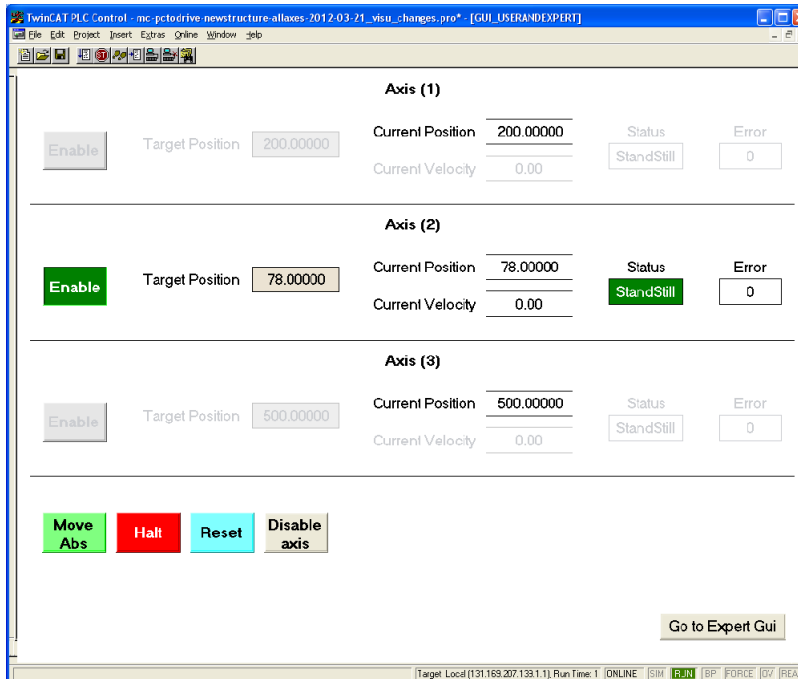 TwinCAT PLC Control - mc-pctodrive-newstructure-allaxes-2012-03-21_visu_changes.pro* - [GUI_USERANDEXPERT]
File Edit Project Insert Extras Online Window Help
Axis (1)
Enable Target Position 200.00000 Current Position 200.00000 Status Error
Current Velocity 0.00 StandStill 0
Axis (2)
Enable Target Position 78.00000 Current Position 78.00000 Status Error
Current Velocity 0.00 StandStill 0
Axis (3)
Enable Target Position 500.00000 Current Position 500.00000 Status Error
Current Velocity 0.00 StandStill 0
Move Abs Halt Reset Disable axis
Go to Expert Gui
Target: Local (131.169.207.139.1.1), Run Time: 1 ONLINE SIM RUN BP FORCE OV REA